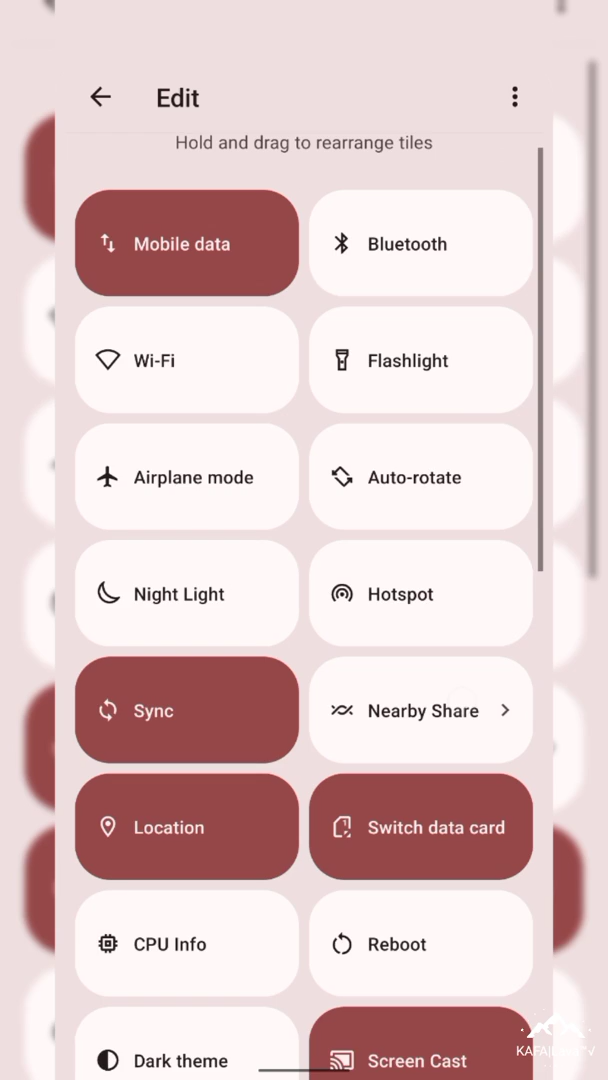 Edit
Hold and drag to rearrange tiles
Mobile data
Bluetooth
Wi-Fi
Flashlight
Airplane mode
Auto-rotate
Night Light
Hotspot
Sync
Nearby Share
Location
Switch data card
CPU Info
Reboot
Dark theme
Screen Cast